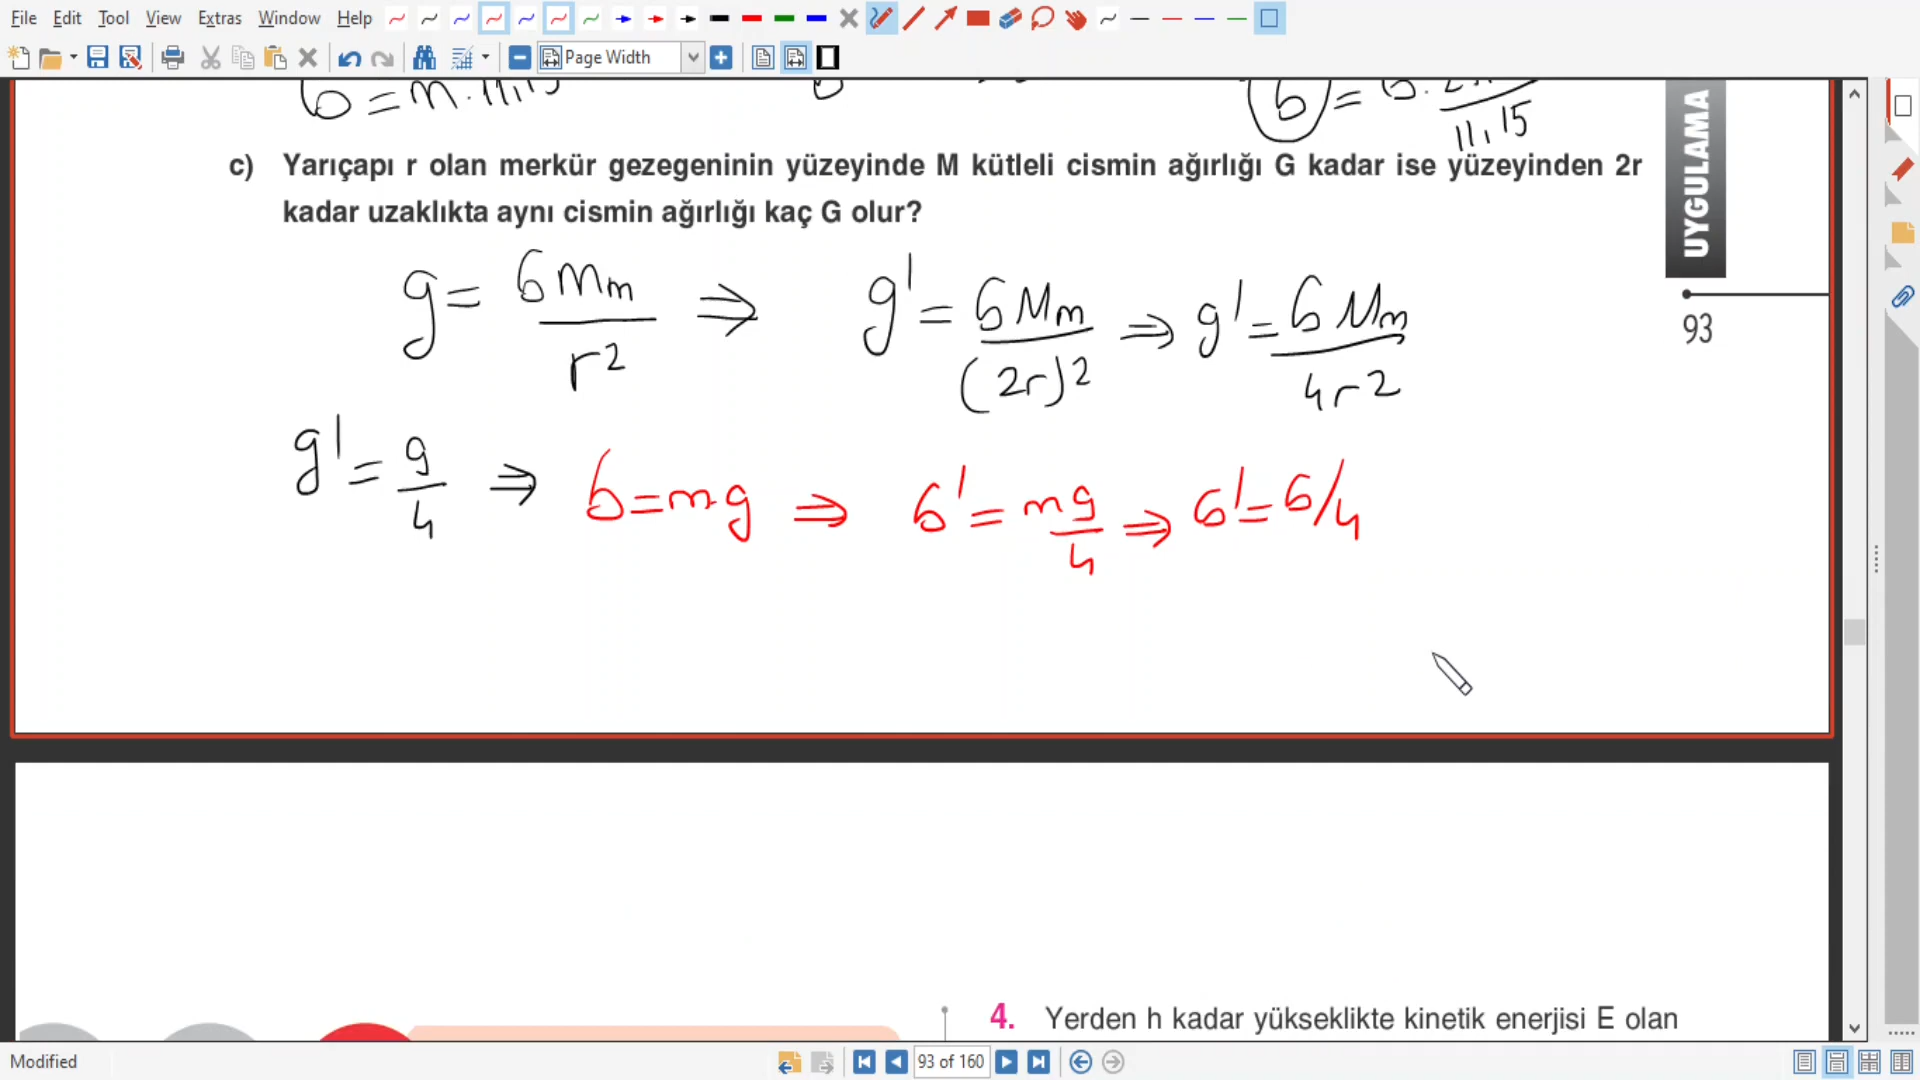 File Edit Tool View Extras Window Help
Page Width
11,15
c) Yarıçapı r olan merkür gezegeninin yüzeyinde M kütleli cismin ağırlığı G kadar ise yüzeyinden 2r
kadar uzaklıkta aynı cismin ağırlığı kaç G olur?
UYGULAMA
93
g = GMm / r² ⇒ g' = GMm / (2r)² ⇒ g' = GMm / 4r²
g' = g/4 ⇒ G = m·g ⇒ G' = mg/4 ⇒ G' = G/4
4. Yerden h kadar yükseklikte kinetik enerjisi E olan
Modified
93 of 160